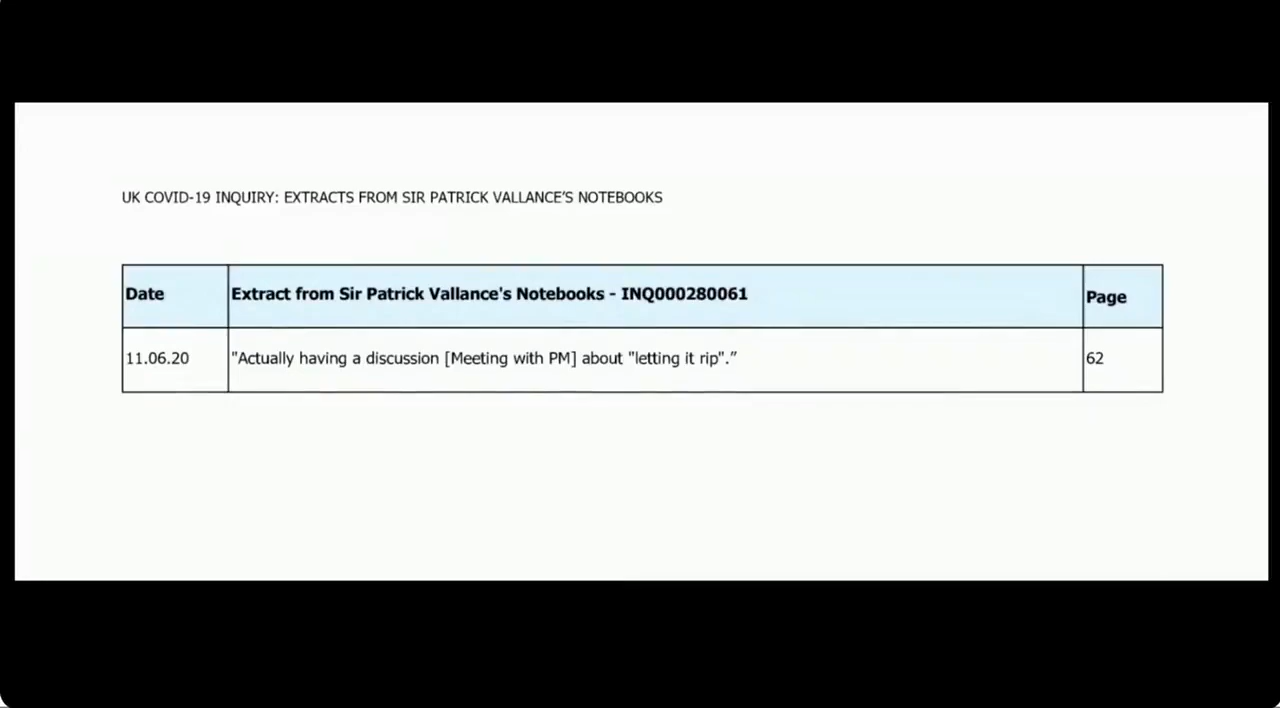 UK COVID-19 INQUIRY: EXTRACTS FROM SIR PATRICK VALLANCE'S NOTEBOOKS
Date Extract from Sir Patrick Vallance's Notebooks - INQ000280061 Page
11.06.20 "Actually having a discussion [Meeting with PM] about "letting it rip".” 62